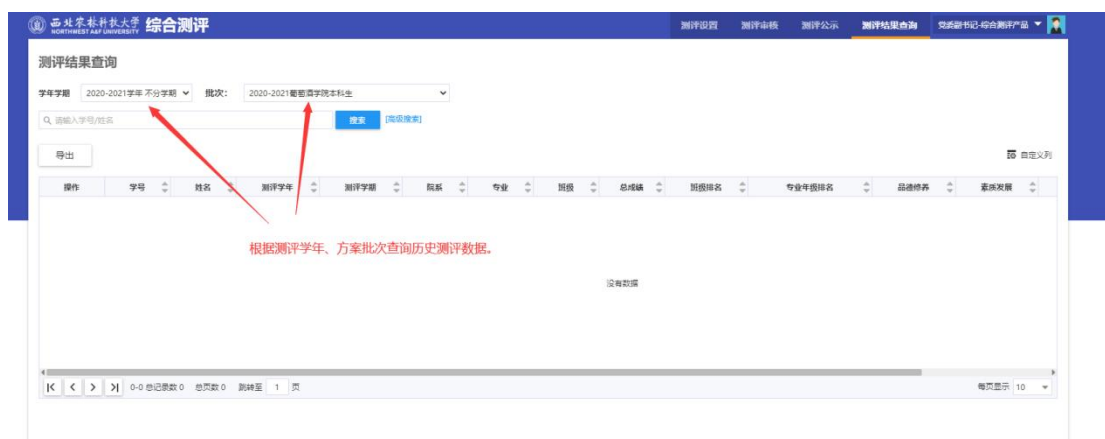 西北农林科技大学 综合测评 测评设置 测评审核 测评公示 测评结果查询 党委副书记-综合测评产品
NORTHWEST A&F UNIVERSITY
测评结果查询
学年学期 2020-2021学年 不分学期 批次: 2020-2021葡萄酒学院本科生
请输入学号/姓名 搜索 [高级搜索]
导出 自定义列
操作 学号 姓名 测评学年 测评学期 院系 专业 班级 总成绩 班级排名 专业年级排名 品德修养 素质发展
根据测评学年、方案批次查询历史测评数据。
没有数据
0-0 总记录数 0 总页数 0 跳转至 1 页 每页显示 10